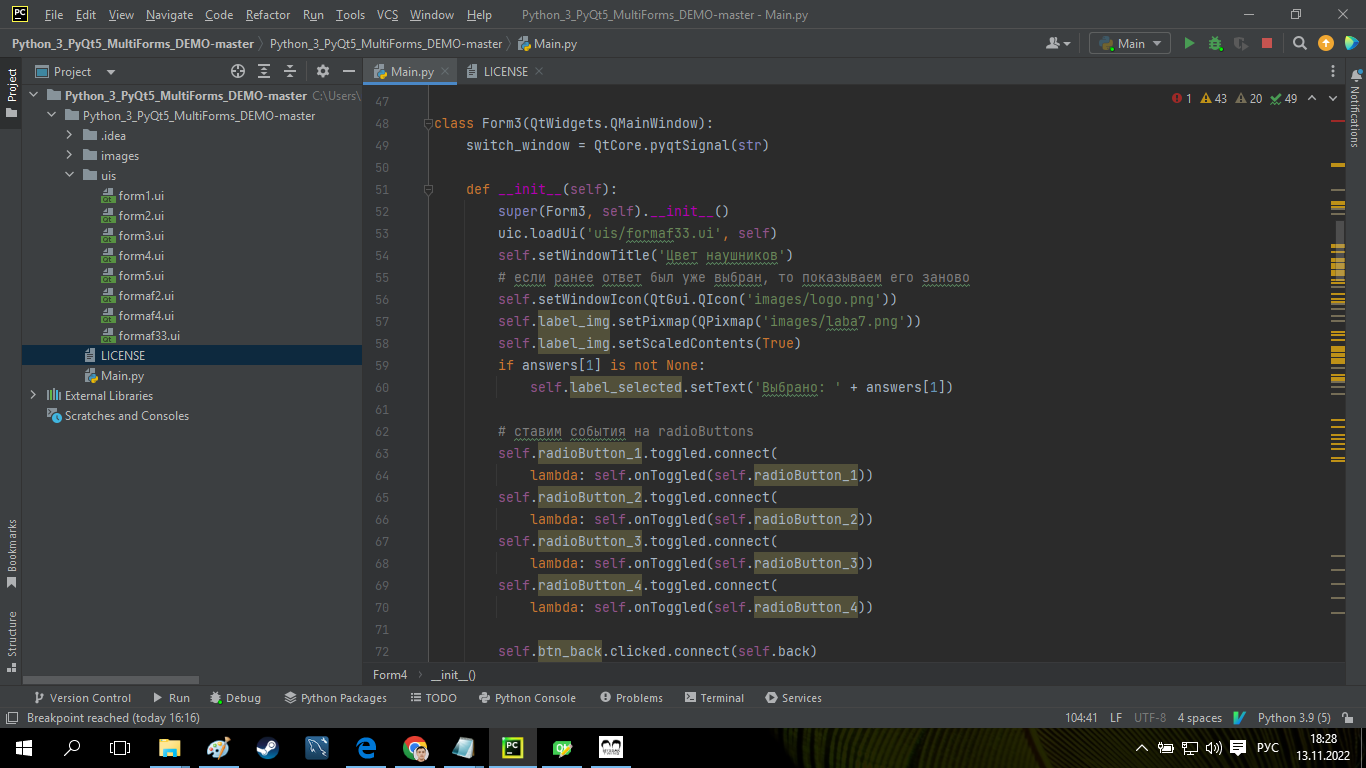 File Edit View Navigate Code Refactor Run Tools VCS Window Help Python_3_PyQt5_MultiForms_DEMO-master - Main.py
Python_3_PyQt5_MultiForms_DEMO-master Python_3_PyQt5_MultiForms_DEMO-master Main.py Main
Project Main.py LICENSE
Project
Bookmarks
Structure
Notifications
Python_3_PyQt5_MultiForms_DEMO-master C:\Users\
Python_3_PyQt5_MultiForms_DEMO-master
.idea
images
uis
form1.ui
form2.ui
form3.ui
form4.ui
form5.ui
formaf2.ui
formaf4.ui
formaf33.ui
LICENSE
Main.py
External Libraries
Scratches and Consoles
1 43 20 49
47
48 class Form3(QtWidgets.QMainWindow):
49 switch_window = QtCore.pyqtSignal(str)
50
51 def __init__(self):
52 super(Form3, self).__init__()
53 uic.loadUi('uis/formaf33.ui', self)
54 self.setWindowTitle('Цвет наушников')
55 # если ранее ответ был уже выбран, то показываем его заново
56 self.setWindowIcon(QtGui.QIcon('images/logo.png'))
57 self.label_img.setPixmap(QPixmap('images/laba7.png'))
58 self.label_img.setScaledContents(True)
59 if answers[1] is not None:
60 self.label_selected.setText('Выбрано: ' + answers[1])
61
62 # ставим события на radioButtons
63 self.radioButton_1.toggled.connect(
64 lambda: self.onToggled(self.radioButton_1))
65 self.radioButton_2.toggled.connect(
66 lambda: self.onToggled(self.radioButton_2))
67 self.radioButton_3.toggled.connect(
68 lambda: self.onToggled(self.radioButton_3))
69 self.radioButton_4.toggled.connect(
70 lambda: self.onToggled(self.radioButton_4))
71
72 self.btn_back.clicked.connect(self.back)
Form4 __init__()
Version Control Run Debug Python Packages TODO Python Console Problems Terminal Services
Breakpoint reached (today 16:16) 104:41 LF UTF-8 4 spaces Python 3.9 (5)
РУС 18:28
13.11.2022